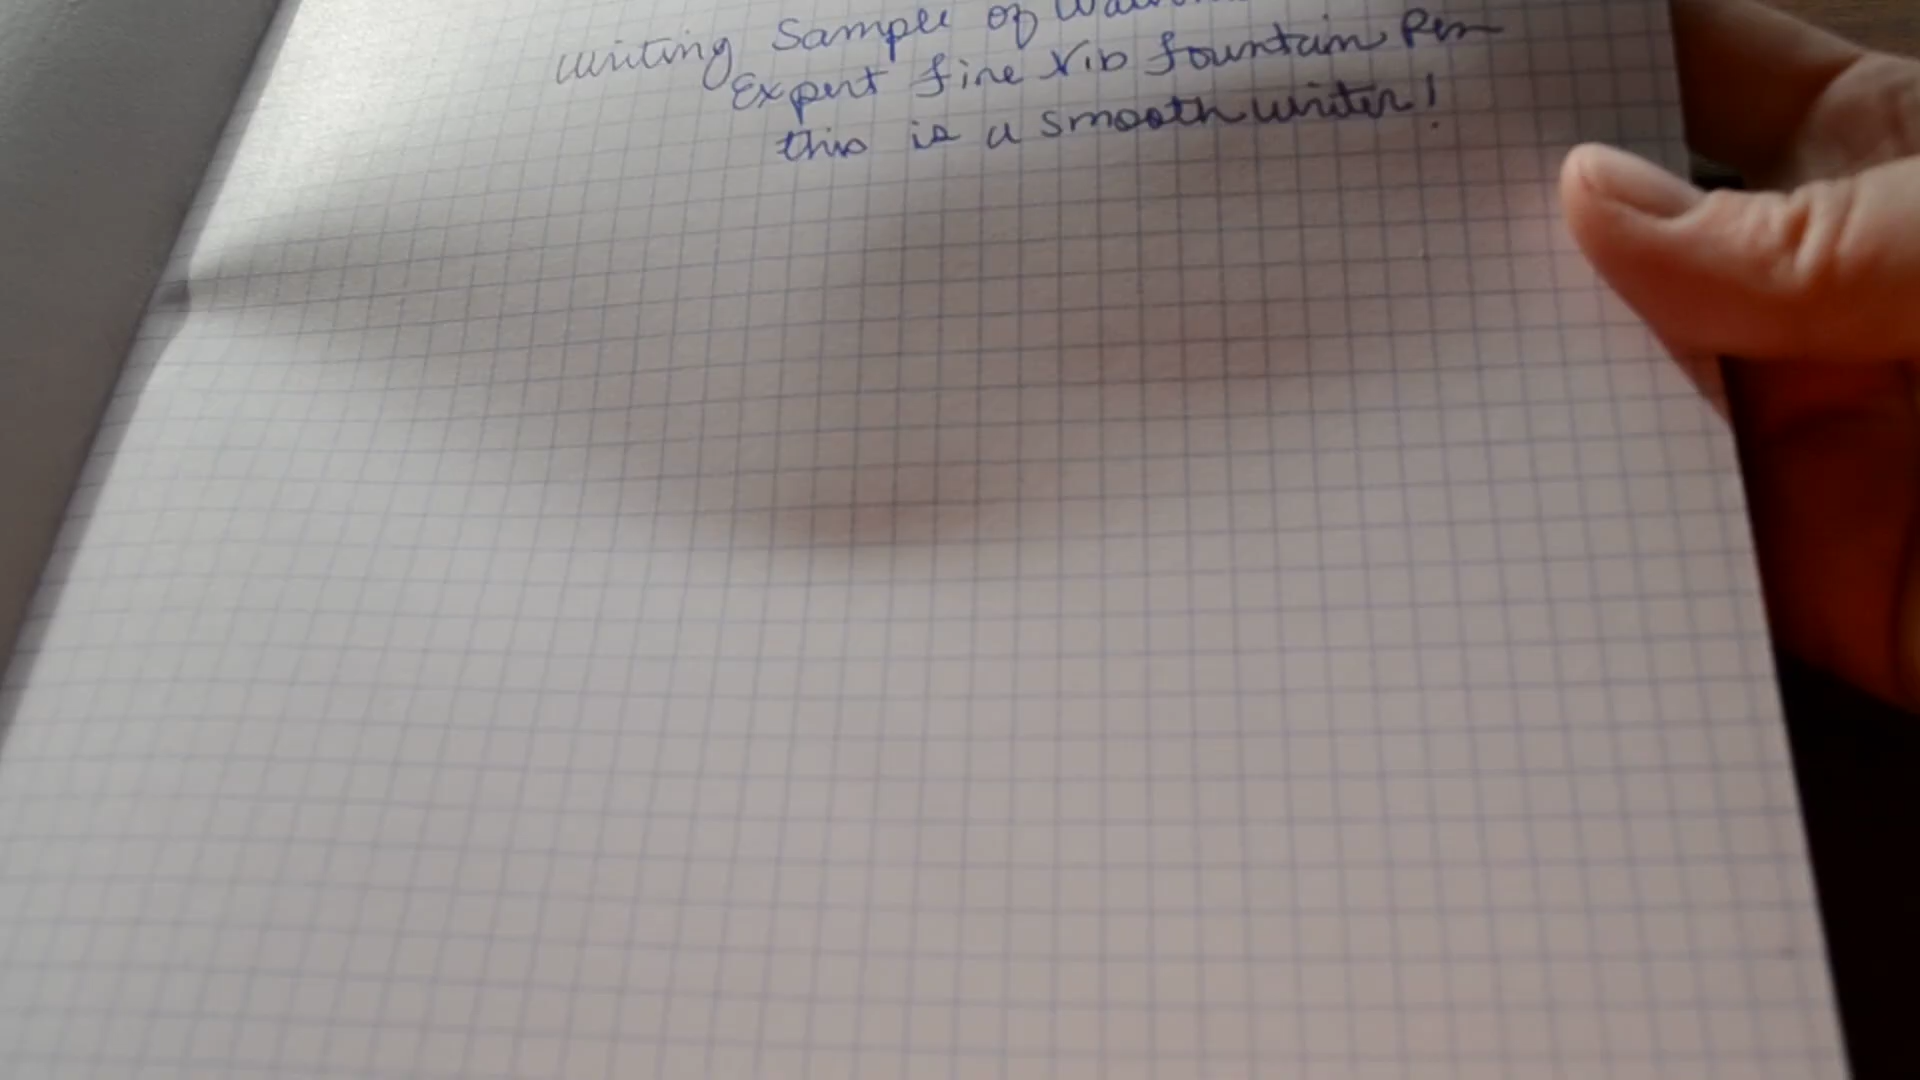 writing Sample of
Expert fine Nib fountain Pen
this is a smooth writer!